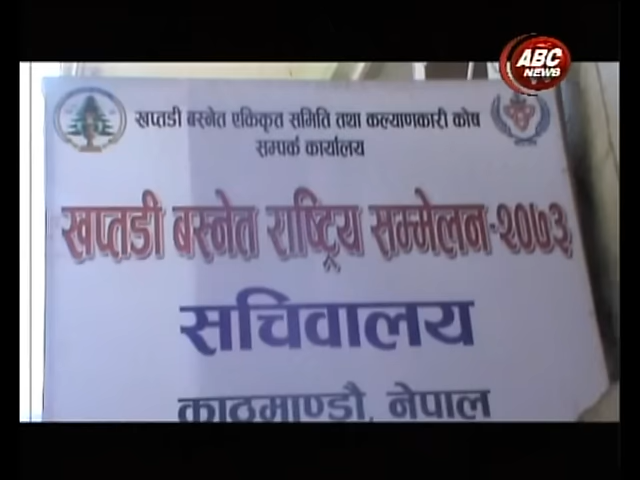 ABC
NEWS
खप्तडी बस्नेत एकिकृत समिति तथा कल्याणकारी कोष
सम्पर्क कार्यालय
खप्तडी बस्नेत राष्ट्रिय सम्मेलन-२०७३
सचिवालय
काठमाण्डौ, नेपाल